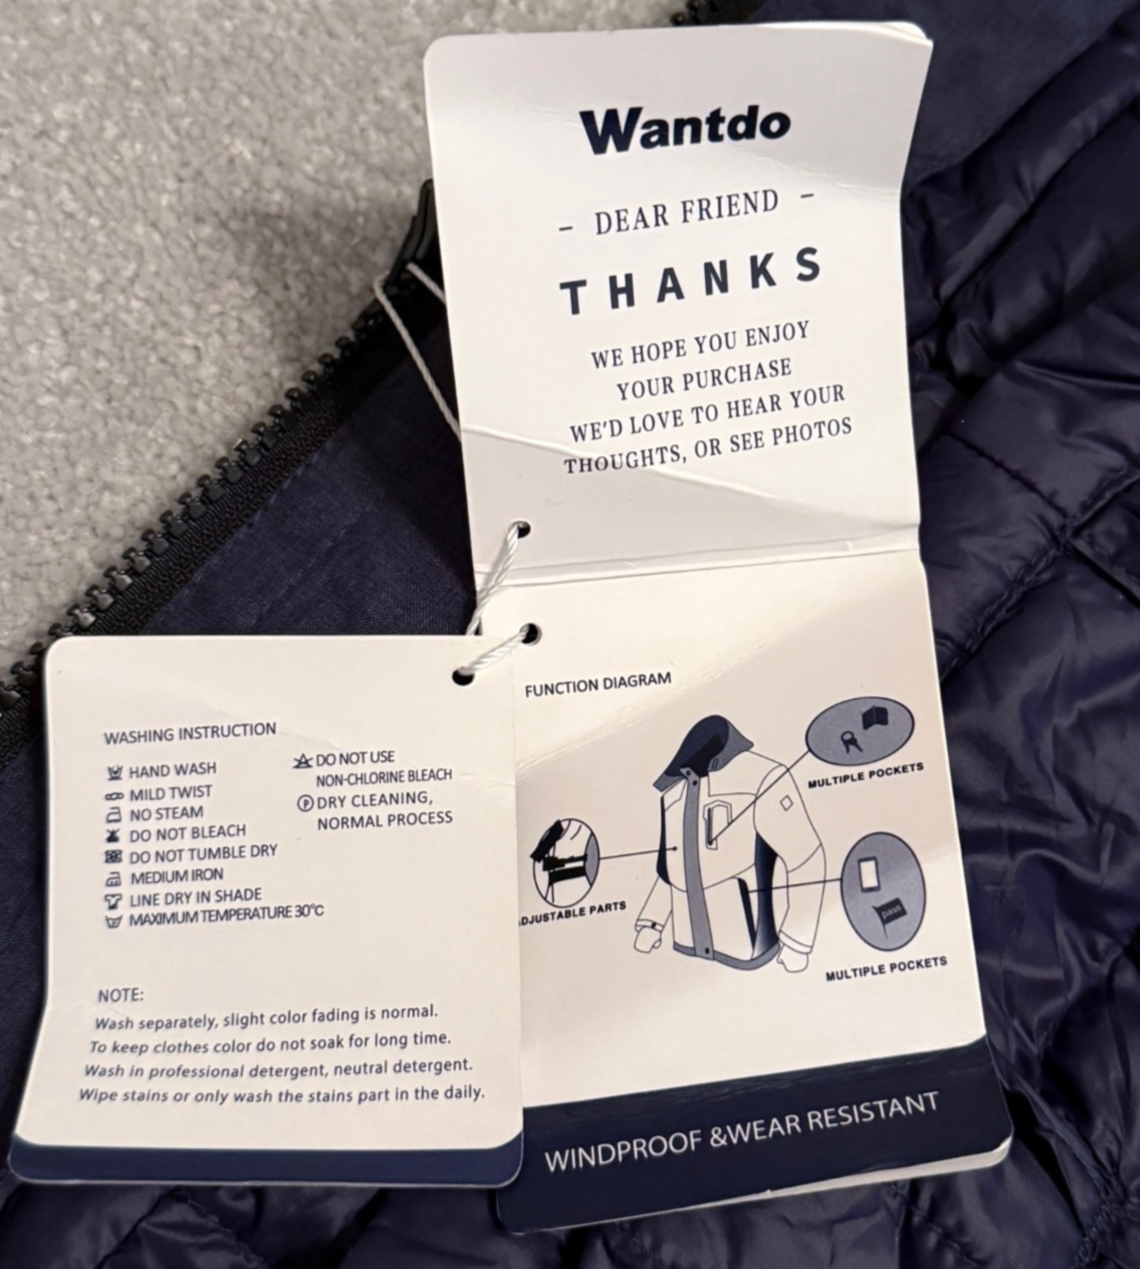 Wantdo
- DEAR FRIEND -
THANKS
WE HOPE YOU ENJOY
YOUR PURCHASE
WE'D LOVE TO HEAR YOUR
THOUGHTS, OR SEE PHOTOS
FUNCTION DIAGRAM
MULTIPLE POCKETS
DJUSTABLE PARTS
pass
MULTIPLE POCKETS
WINDPROOF &WEAR RESISTANT
WASHING INSTRUCTION
HAND WASH
MILD TWIST
NO STEAM
DO NOT BLEACH
DO NOT TUMBLE DRY
MEDIUM IRON
LINE DRY IN SHADE
MAXIMUM TEMPERATURE 30°C
DO NOT USE
NON-CHLORINE BLEACH
P DRY CLEANING,
NORMAL PROCESS
NOTE:
Wash separately, slight color fading is normal.
To keep clothes color do not soak for long time.
Wash in professional detergent, neutral detergent.
Wipe stains or only wash the stains part in the daily.